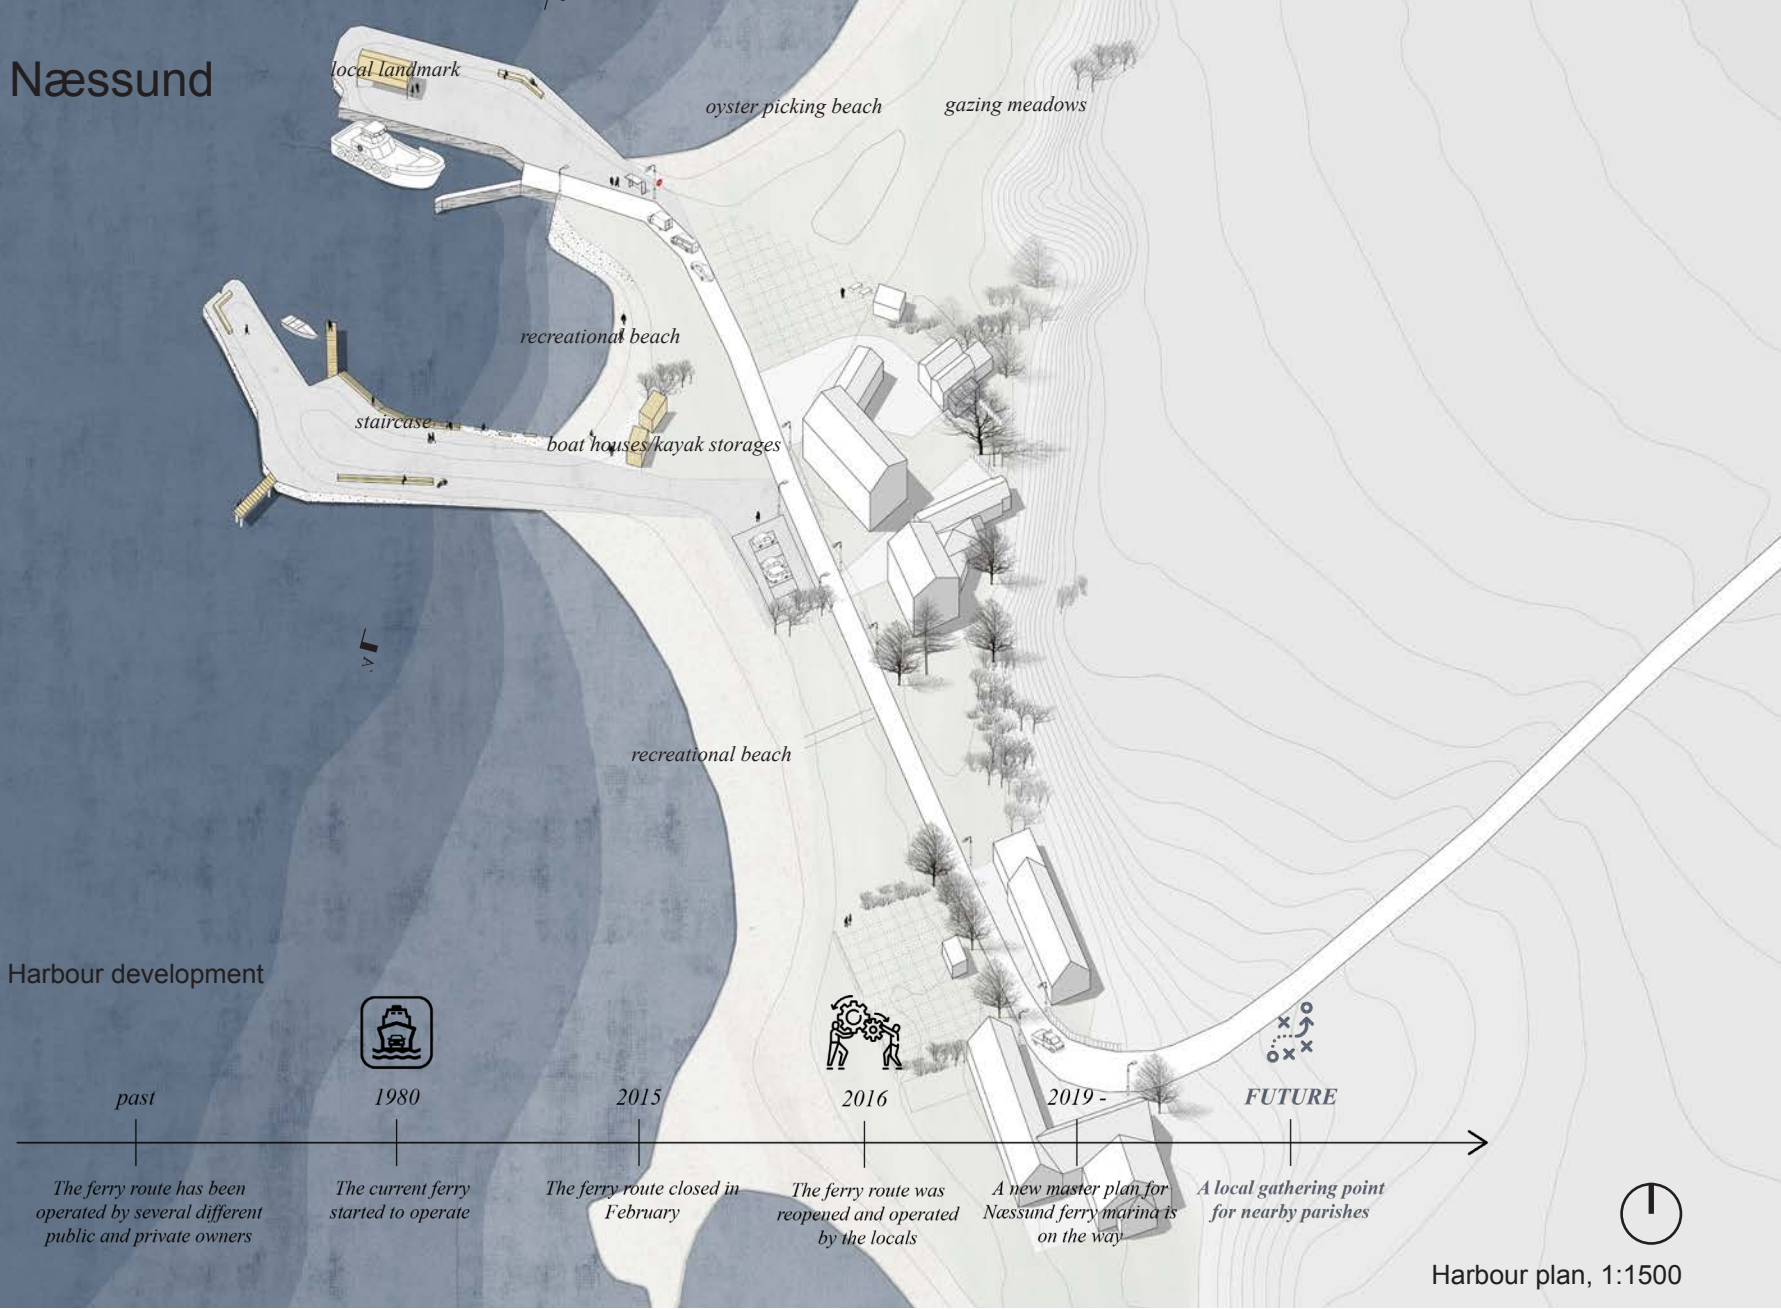 Næssund
local landmark
oyster picking beach
gazing meadows
recreational beach
staircase
boat houses/kayak storages
A'
recreational beach
Harbour development
past
1980
2015
2016
2019 -
FUTURE
The ferry route has been
operated by several different
public and private owners
The current ferry
started to operate
The ferry route closed in
February
The ferry route was
reopened and operated
by the locals
A new master plan for
Næssund ferry marina is
on the way
A local gathering point
for nearby parishes
Harbour plan, 1:1500